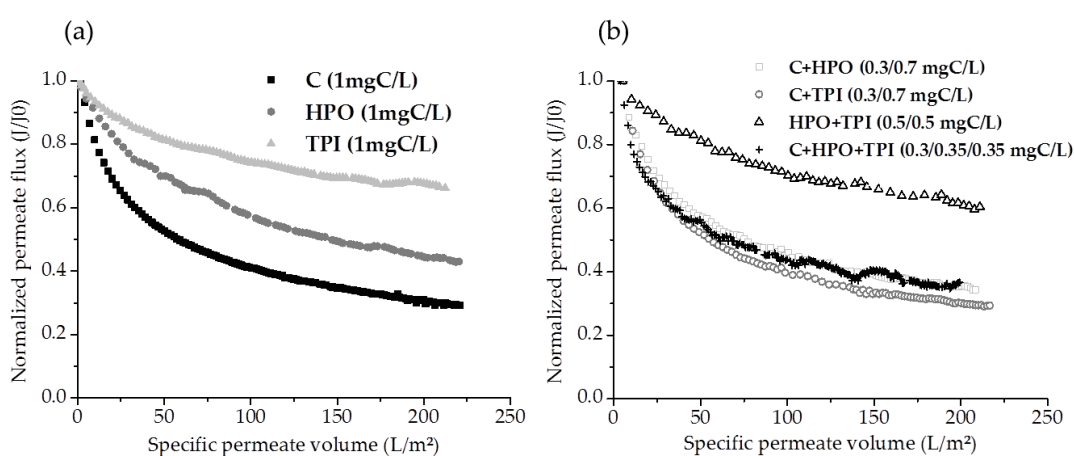 (a)
C (1mgC/L)
HPO (1mgC/L)
TPI (1mgC/L)
Normalized permeate flux (J/J0)
1.0
0.8
0.6
0.4
0.2
0.0
0
50
100
150
200
250
Specific permeate volume (L/m²)
(b)
C+HPO (0.3/0.7 mgC/L)
C+TPI (0.3/0.7 mgC/L)
HPO+TPI (0.5/0.5 mgC/L)
C+HPO+TPI (0.3/0.35/0.35 mgC/L)
Normalized permeate flux (J/J0)
1.0
0.8
0.6
0.4
0.2
0.0
0
50
100
150
200
250
Specific permeate volume (L/m²)